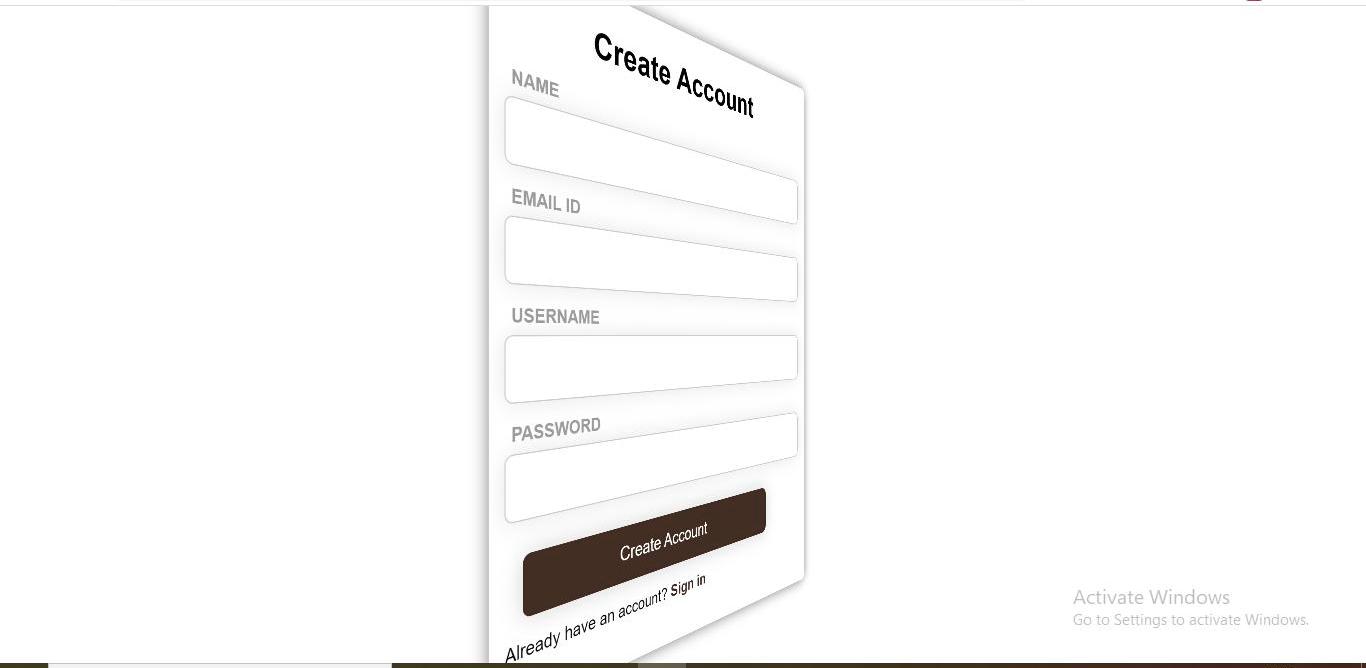 Create Account
NAME
EMAIL ID
USERNAME
PASSWORD
Create Account
Already have an account? Sign in
Activate Windows
Go to Settings to activate Windows.